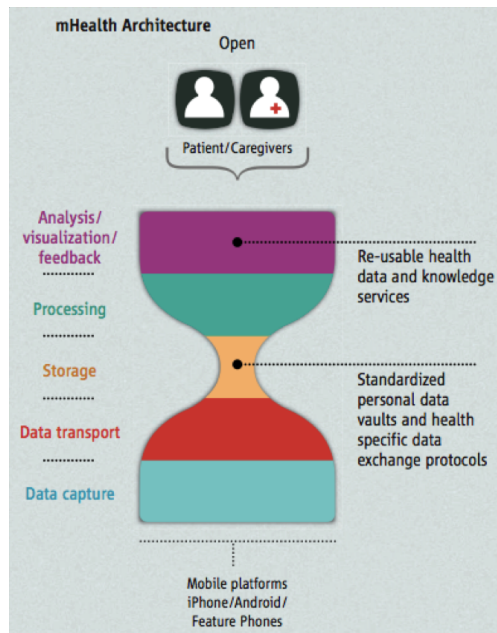 mHealth Architecture
Open
Patient/Caregivers
Analysis/
visualization/
feedback
Re-usable health
data and knowledge
services
Processing
Storage
Standardized
personal data
vaults and health
specific data
exchange protocols
Data transport
Data capture
Mobile platforms
iPhone/Android/
Feature Phones